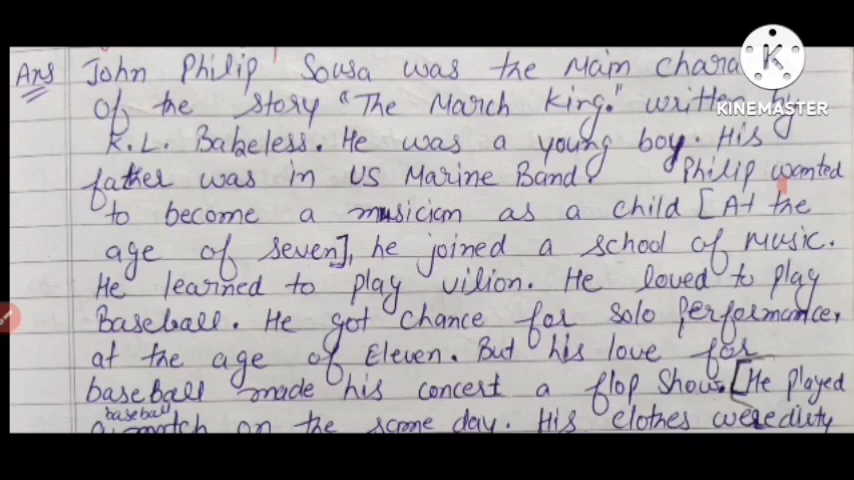 Ans John Philip Sousa was the main chara
of the story "The March King." written by
R.L. Bakeless. He was a young boy. His
father was in US Marine Band. Philip wanted
to become a musician as a child [At the
age of seven], he joined a school of music.
He learned to play vilion. He loved to play
Baseball. He got chance for solo performance,
at the age of Eleven. But his love for
baseball made his concert a flop show. [He played
baseball
a match on the same day. His clothes were duty
K
KINEMASTER